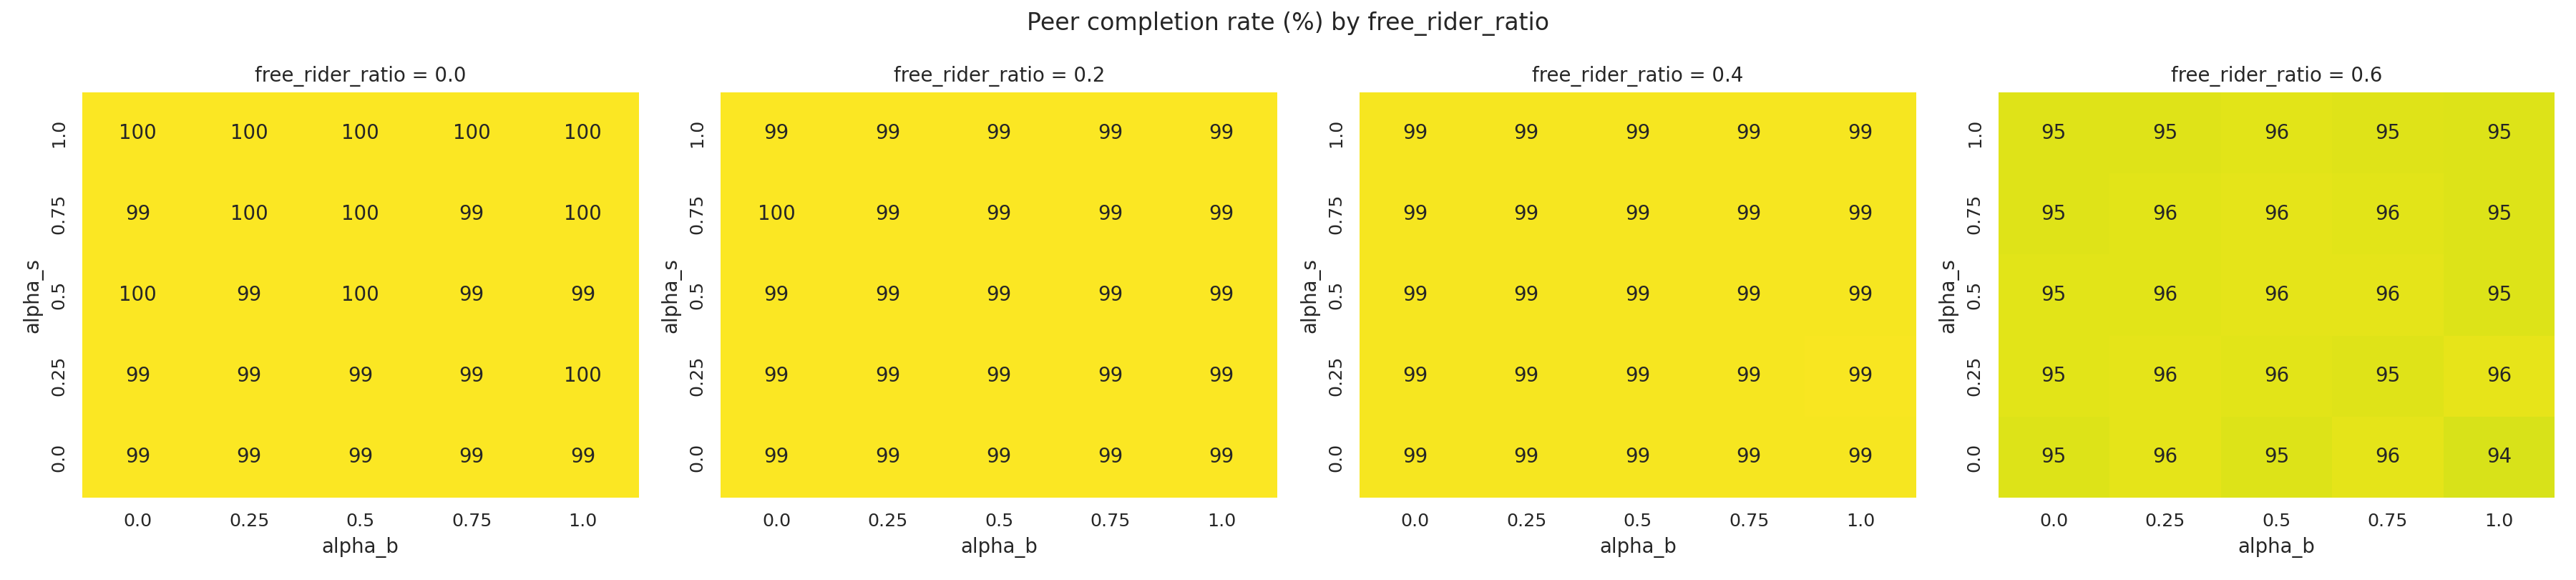 Peer completion rate (%) by free_rider_ratio
free_rider_ratio = 0.0
alpha_s
1.0 100 100 100 100 100
0.75 99 100 100 99 100
0.5 100 99 100 99 99
0.25 99 99 99 99 100
0.0 99 99 99 99 99
0.0 0.25 0.5 0.75 1.0
alpha_b
free_rider_ratio = 0.2
alpha_s
1.0 99 99 99 99 99
0.75 100 99 99 99 99
0.5 99 99 99 99 99
0.25 99 99 99 99 99
0.0 99 99 99 99 99
0.0 0.25 0.5 0.75 1.0
alpha_b
free_rider_ratio = 0.4
alpha_s
1.0 99 99 99 99 99
0.75 99 99 99 99 99
0.5 99 99 99 99 99
0.25 99 99 99 99 99
0.0 99 99 99 99 99
0.0 0.25 0.5 0.75 1.0
alpha_b
free_rider_ratio = 0.6
alpha_s
1.0 95 95 96 95 95
0.75 95 96 96 96 95
0.5 95 96 96 96 95
0.25 95 96 96 95 96
0.0 95 96 95 96 94
0.0 0.25 0.5 0.75 1.0
alpha_b